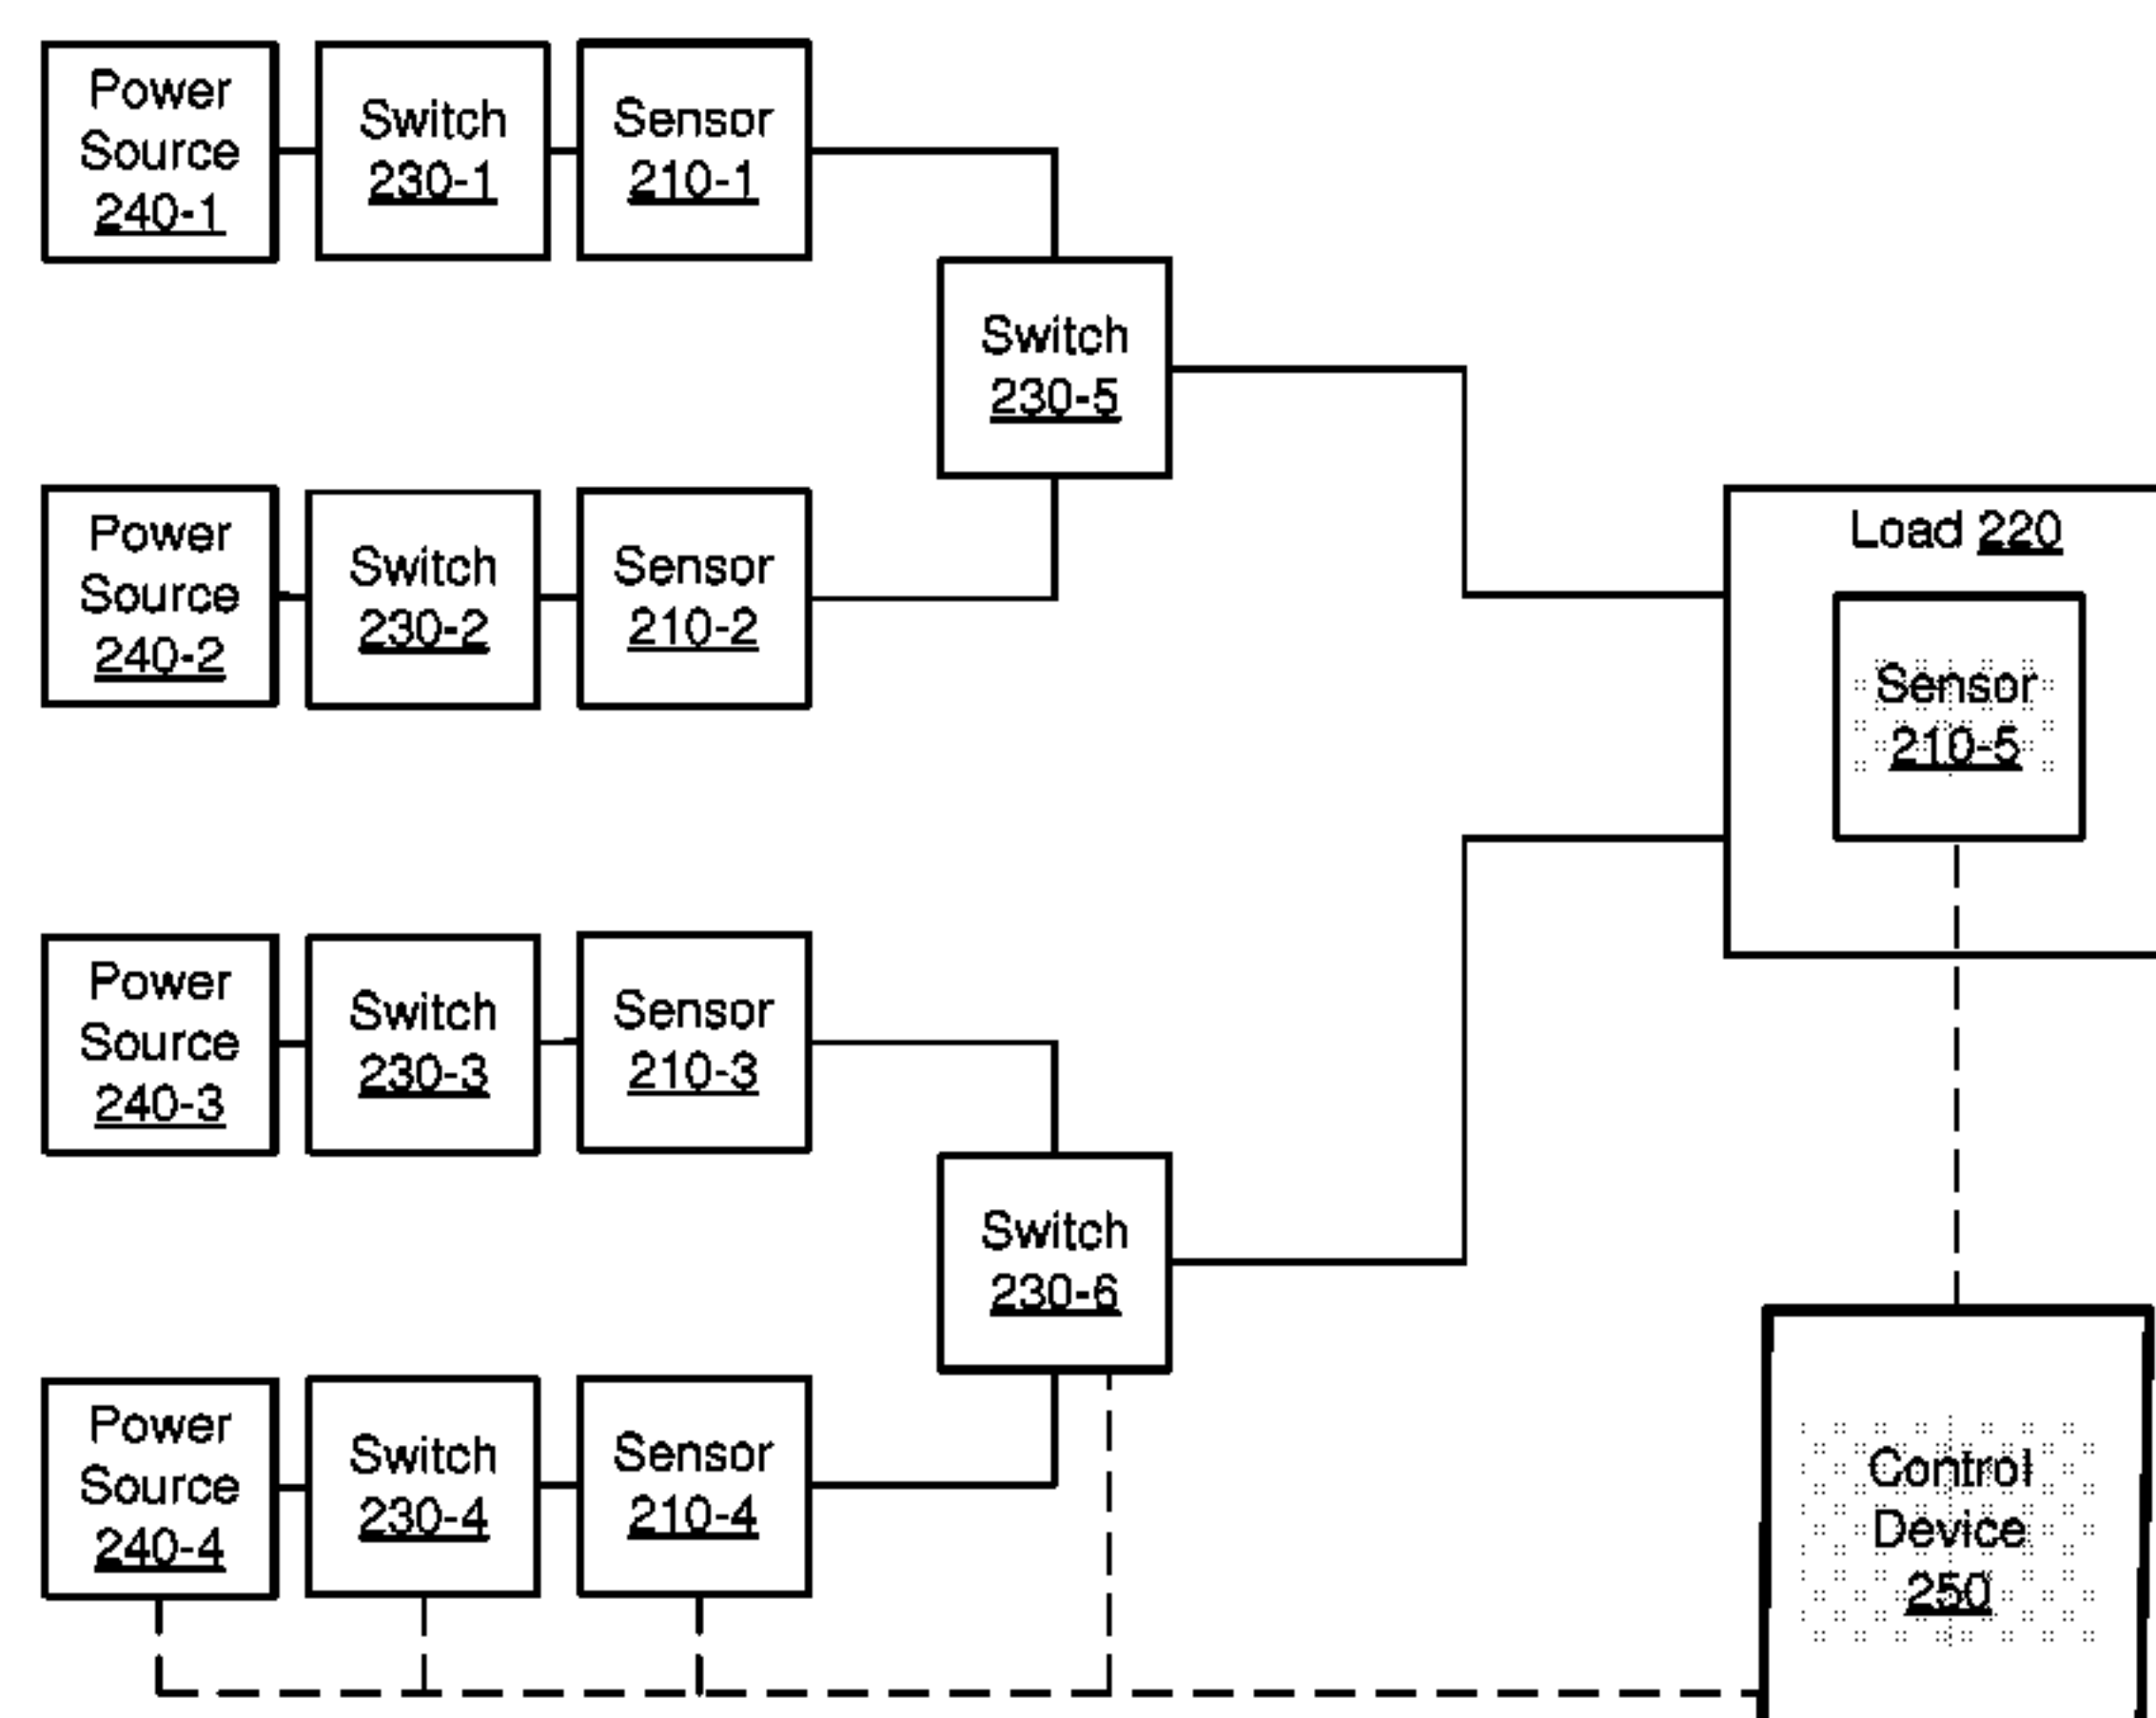 Power
Source
240-1
Switch
230-1
Sensor
210-1
Switch
230-5
Power
Source
240-2
Switch
230-2
Sensor
210-2
Load 220
Sensor
210-5
Power
Source
240-3
Switch
230-3
Sensor
210-3
Switch
230-6
Power
Source
240-4
Switch
230-4
Sensor
210-4
Control
Device
250